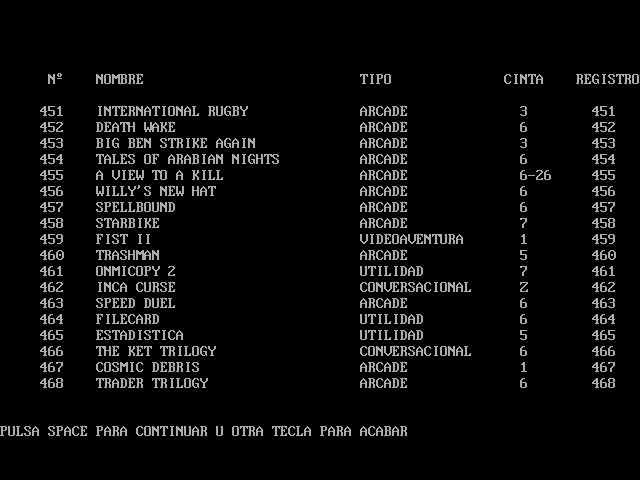 Nº NOMBRE TIPO CINTA REGISTRO
451 INTERNATIONAL RUGBY ARCADE 3 451
452 DEATH WAKE ARCADE 6 452
453 BIG BEN STRIKE AGAIN ARCADE 3 453
454 TALES OF ARABIAN NIGHTS ARCADE 6 454
455 A VIEW TO A KILL ARCADE 6-26 455
456 WILLY'S NEW HAT ARCADE 6 456
457 SPELLBOUND ARCADE 6 457
458 STARBIKE ARCADE 7 458
459 FIST II VIDEOAVENTURA 1 459
460 TRASHMAN ARCADE 5 460
461 ONMICOPY 2 UTILIDAD 7 461
462 INCA CURSE CONVERSACIONAL Z 462
463 SPEED DUEL ARCADE 6 463
464 FILECARD UTILIDAD 6 464
465 ESTADISTICA UTILIDAD 5 465
466 THE KET TRILOGY CONVERSACIONAL 6 466
467 COSMIC DEBRIS ARCADE 1 467
468 TRADER TRILOGY ARCADE 6 468
PULSA SPACE PARA CONTINUAR U OTRA TECLA PARA ACABAR